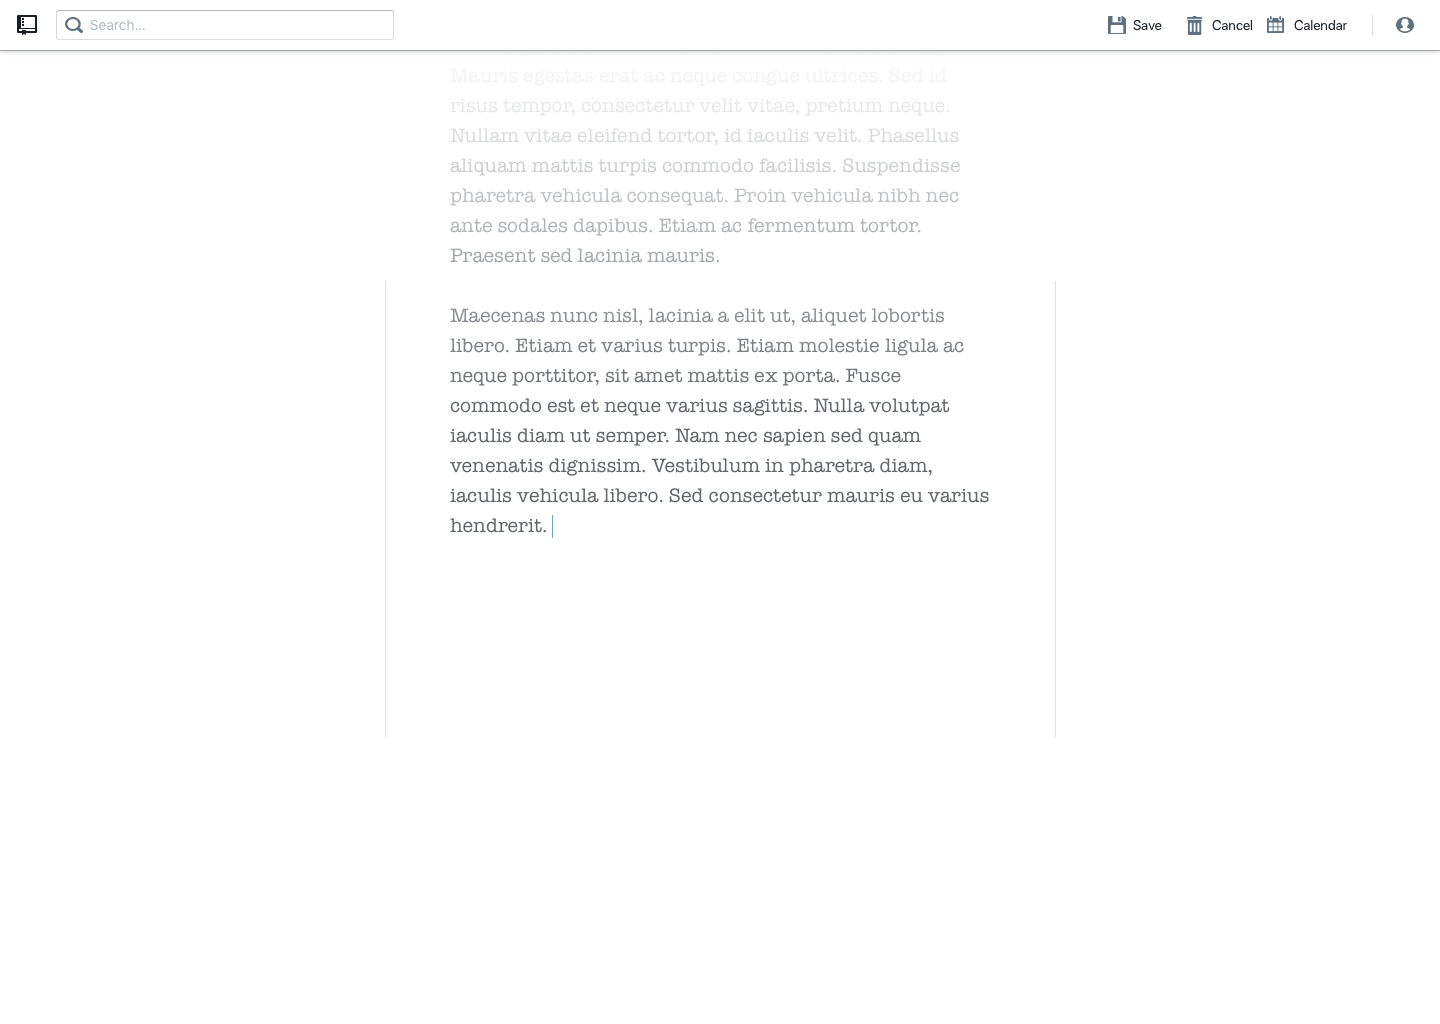 Search...
Save
Cancel
Calendar
Mauris egestas erat ac neque congue ultrices. Sed id
risus tempor, consectetur velit vitae, pretium neque.
Nullam vitae eleifend tortor, id iaculis velit. Phasellus
aliquam mattis turpis commodo facilisis. Suspendisse
pharetra vehicula consequat. Proin vehicula nibh nec
ante sodales dapibus. Etiam ac fermentum tortor.
Praesent sed lacinia mauris.
Maecenas nunc nisl, lacinia a elit ut, aliquet lobortis
libero. Etiam et varius turpis. Etiam molestie ligula ac
neque porttitor, sit amet mattis ex porta. Fusce
commodo est et neque varius sagittis. Nulla volutpat
iaculis diam ut semper. Nam nec sapien sed quam
venenatis dignissim. Vestibulum in pharetra diam,
iaculis vehicula libero. Sed consectetur mauris eu varius
hendrerit.